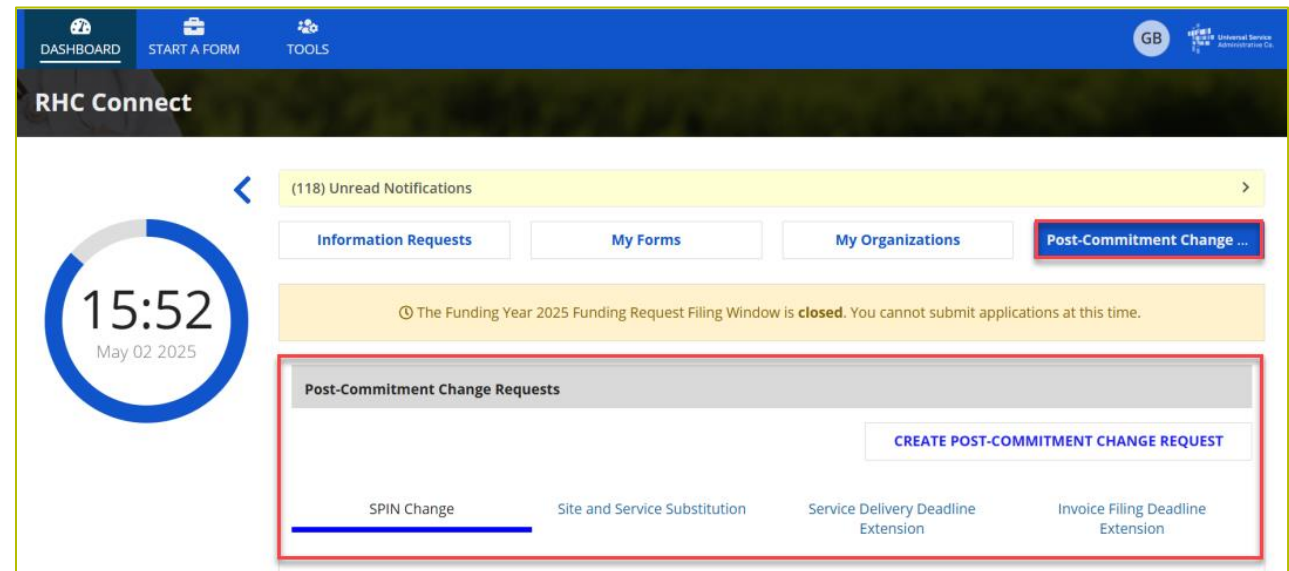 DASHBOARD
START A FORM
TOOLS
GB
Universal Service
Administrative Co.
RHC Connect
(118) Unread Notifications
Information Requests
My Forms
My Organizations
Post-Commitment Change ...
15:52
May 02 2025
The Funding Year 2025 Funding Request Filing Window is closed. You cannot submit applications at this time.
Post-Commitment Change Requests
CREATE POST-COMMITMENT CHANGE REQUEST
SPIN Change
Site and Service Substitution
Service Delivery Deadline
Extension
Invoice Filing Deadline
Extension